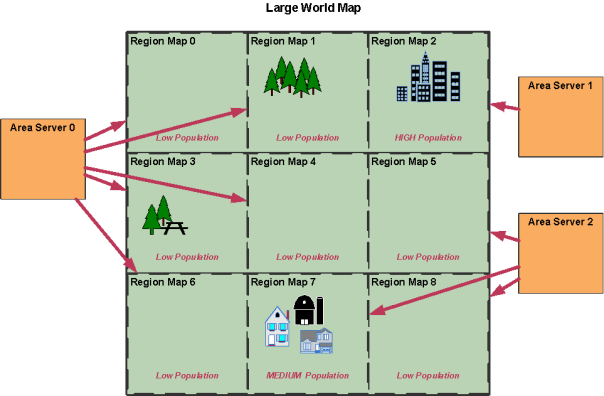 Large World Map
Region Map 0
Region Map 1
Region Map 2
Area Server 1
Area Server 0
Low Population
Low Population
HIGH Population
Region Map 3
Region Map 4
Region Map 5
Area Server 2
Low Population
Low Population
Low Population
Region Map 6
Region Map 7
Region Map 8
Low Population
MEDIUM Population
Low Population